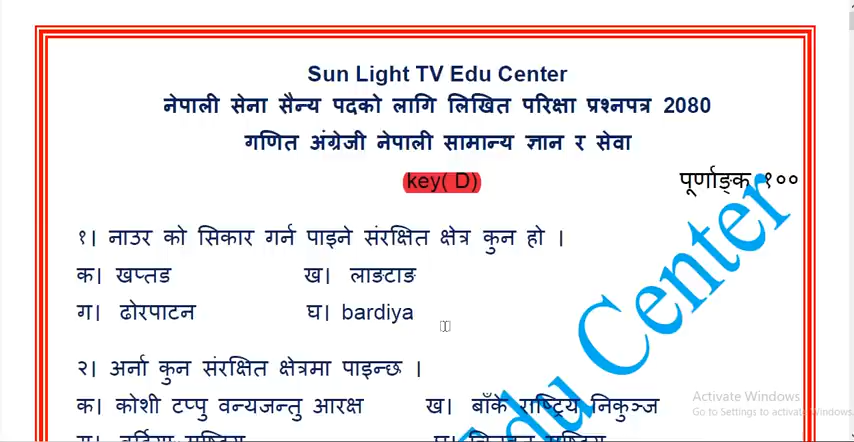 Sun Light TV Edu Center
नेपाली सेना सैन्य पदको लागि लिखित परिक्षा प्रश्नपत्र 2080
गणित अंग्रेजी नेपाली सामान्य ज्ञान र सेवा
key( D)
पूर्णाङ्क १००
१। नाउर को सिकार गर्न पाइने संरक्षित क्षेत्र कुन हो ।
क। खप्तड ख। लाङटाङ
ग। ढोरपाटन घ। bardiya
२। अर्ना कुन संरक्षित क्षेत्रमा पाइन्छ ।
क। कोशी टप्पु वन्यजन्तु आरक्ष ख। बाँके राष्ट्रिय निकुञ्ज
Edu Center
Activate Windows
Go to Settings to activate Windows.